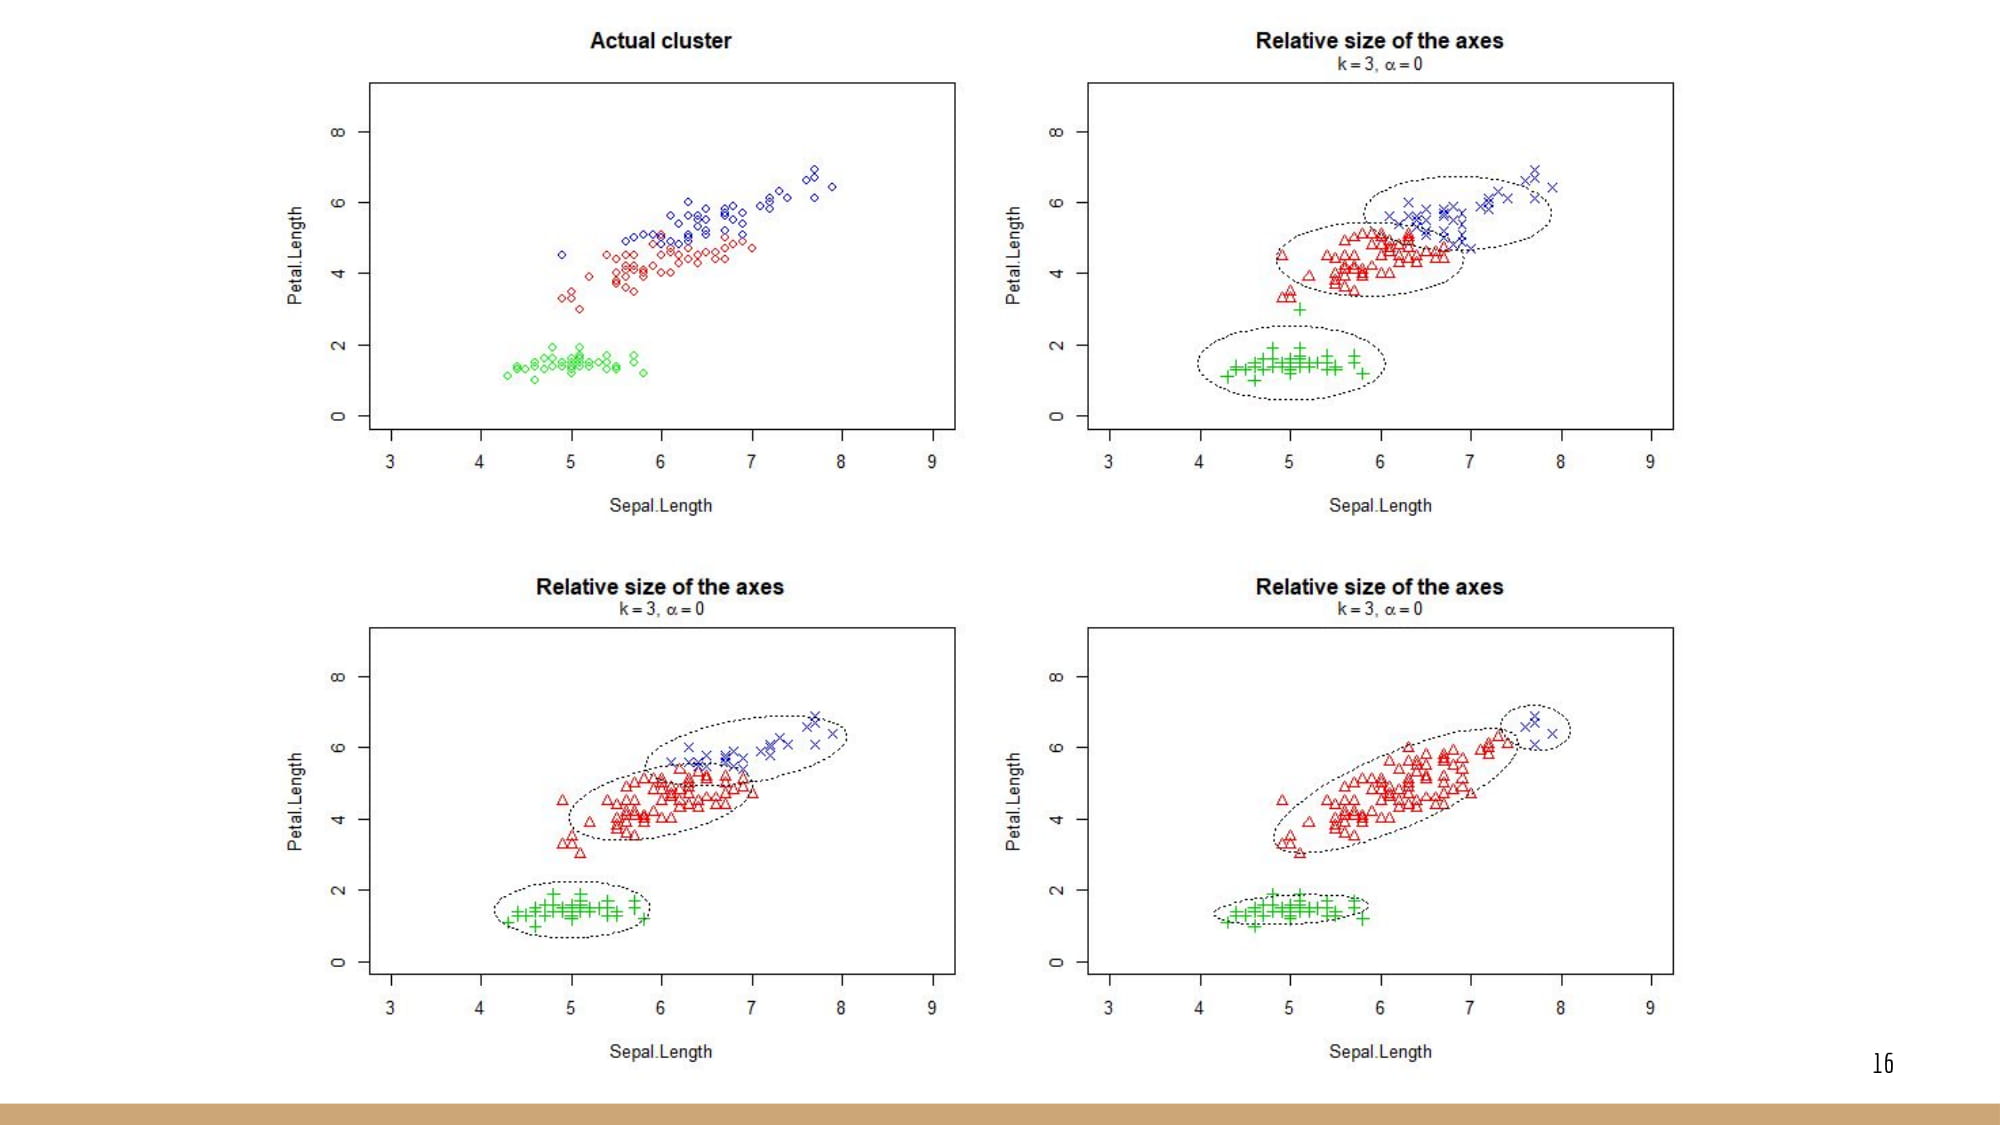 Actual cluster
8
6
4
2
0
Petal.Length
3 4 5 6 7 8 9
Sepal.Length
Relative size of the axes
k = 3, α = 0
8
6
4
2
0
Petal.Length
3 4 5 6 7 8 9
Sepal.Length
Relative size of the axes
k = 3, α = 0
8
6
4
2
0
Petal.Length
3 4 5 6 7 8 9
Sepal.Length
Relative size of the axes
k = 3, α = 0
8
6
4
2
0
Petal.Length
3 4 5 6 7 8 9
Sepal.Length
16